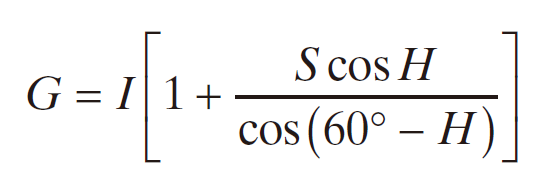 G = I[1 + S cos H / cos(60° – H)]